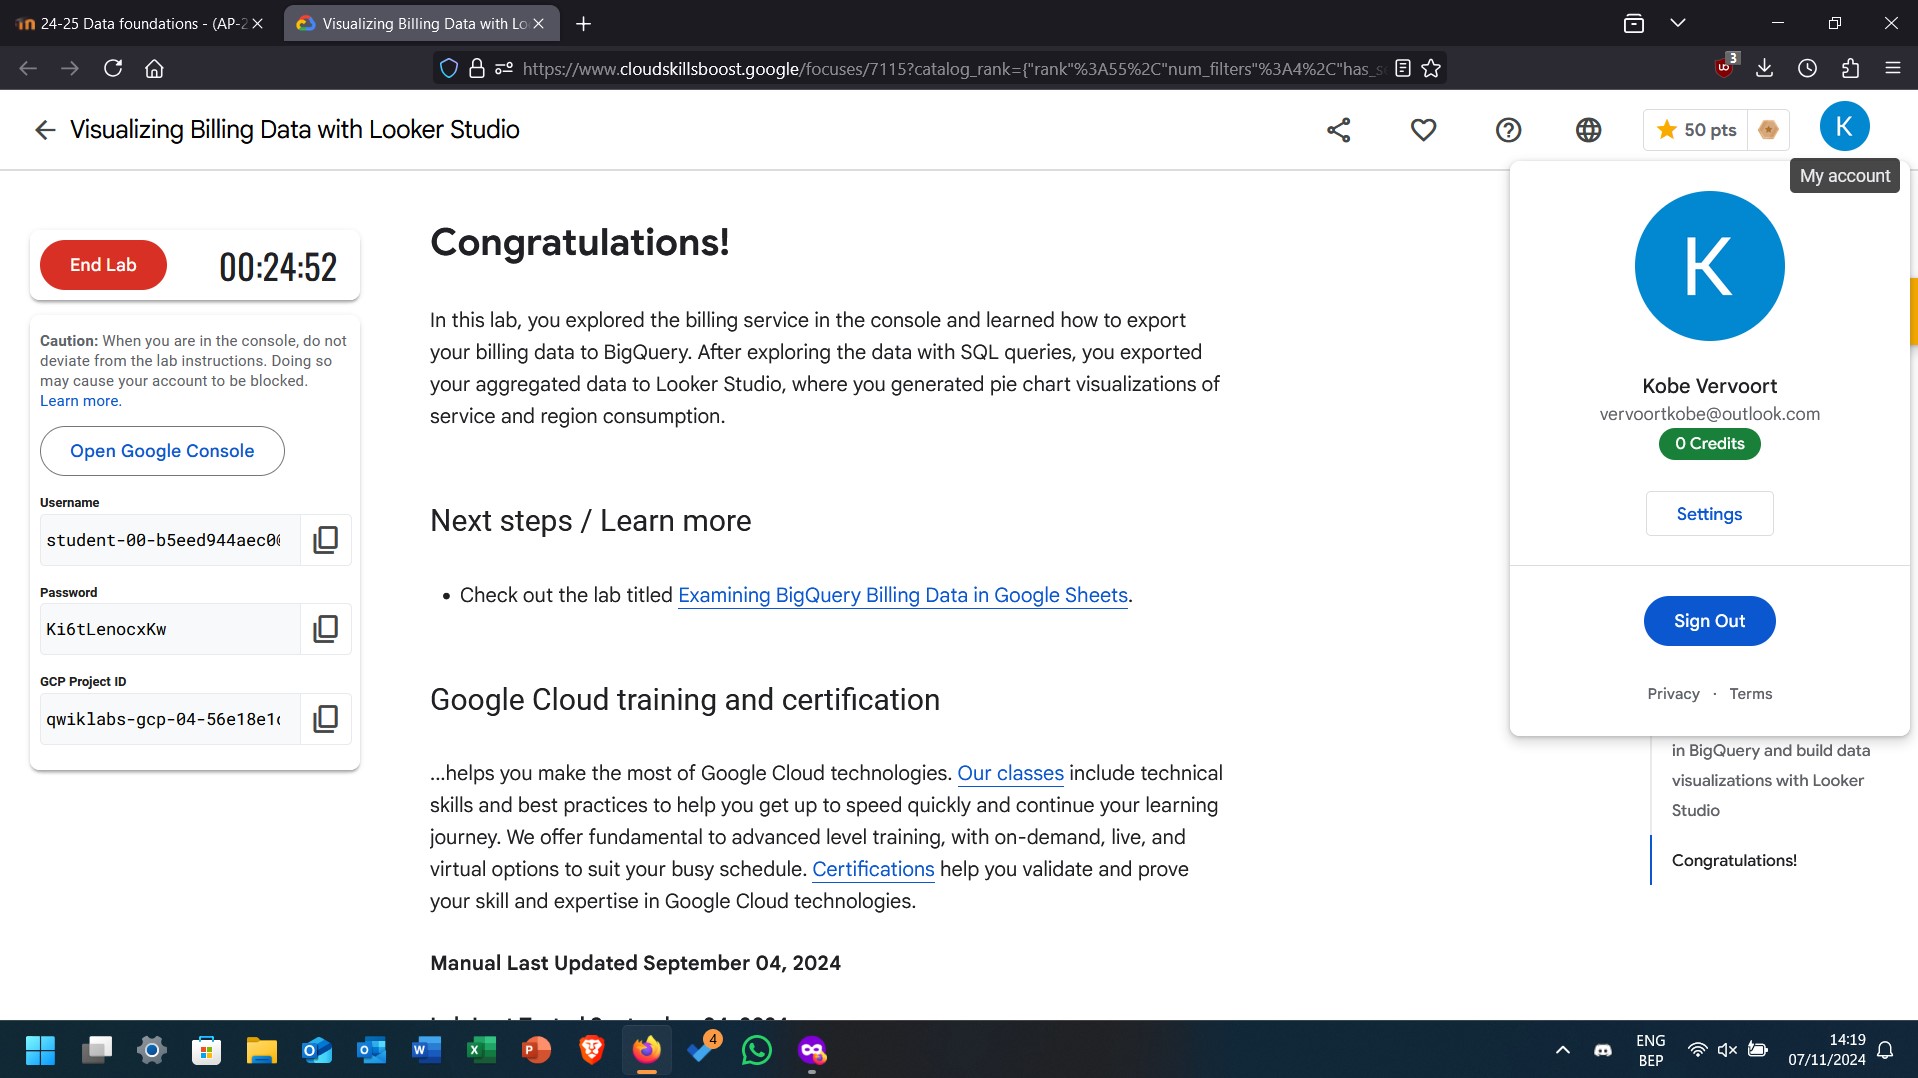 24-25 Data foundations - (AP-2
Visualizing Billing Data with Lo
https://www.cloudskillsboost.google/focuses/7115?catalog_rank={"rank"%3A55%2C"num_filters"%3A4%2C"has_s
3
Visualizing Billing Data with Looker Studio
50 pts
K
My account
End Lab
00:24:52
Caution: When you are in the console, do not
deviate from the lab instructions. Doing so
may cause your account to be blocked.
Learn more.
Open Google Console
Username
student-00-b5eed944aec0
Password
Ki6tLenocxKw
GCP Project ID
qwiklabs-gcp-04-56e18e1
Congratulations!
In this lab, you explored the billing service in the console and learned how to export
your billing data to BigQuery. After exploring the data with SQL queries, you exported
your aggregated data to Looker Studio, where you generated pie chart visualizations of
service and region consumption.
Next steps / Learn more
• Check out the lab titled Examining BigQuery Billing Data in Google Sheets.
Google Cloud training and certification
...helps you make the most of Google Cloud technologies. Our classes include technical
skills and best practices to help you get up to speed quickly and continue your learning
journey. We offer fundamental to advanced level training, with on-demand, live, and
virtual options to suit your busy schedule. Certifications help you validate and prove
your skill and expertise in Google Cloud technologies.
Manual Last Updated September 04, 2024
K
Kobe Vervoort
vervoortkobe@outlook.com
0 Credits
Settings
Sign Out
Privacy · Terms
in BigQuery and build data
visualizations with Looker
Studio
Congratulations!
4
ENG
BEP
14:19
07/11/2024